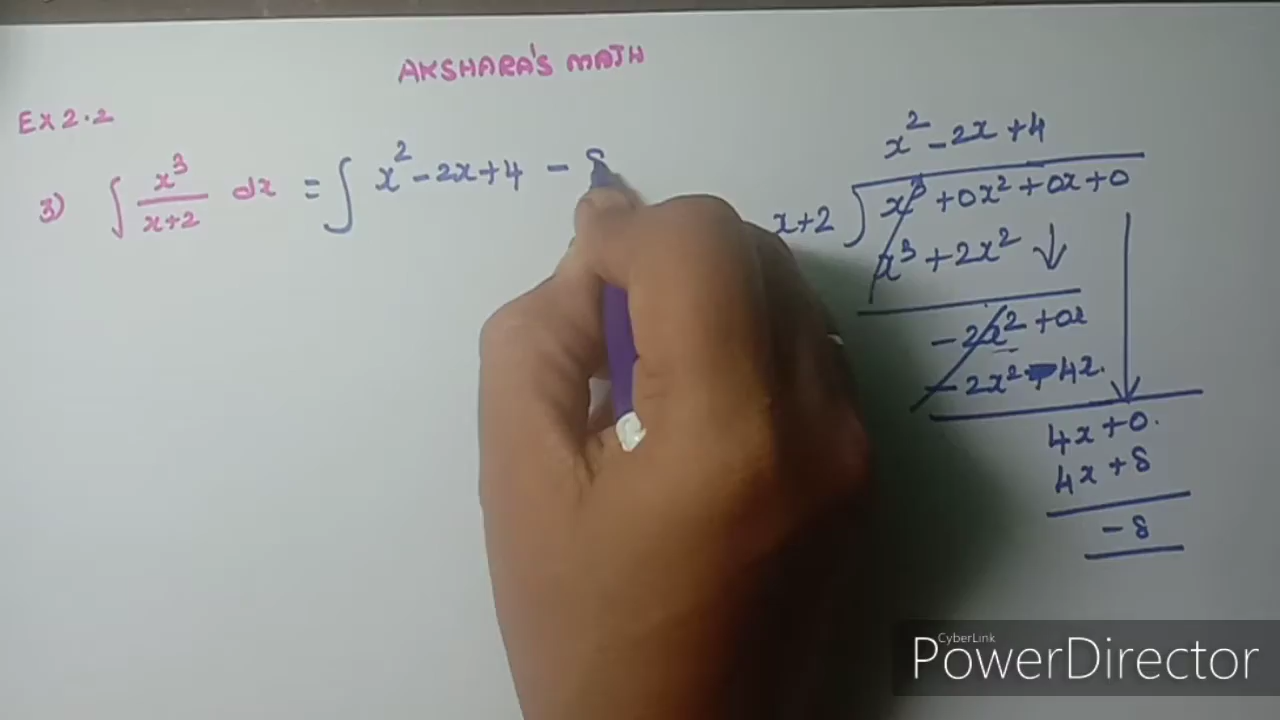 AKSHARA'S MATH
Ex 2.2
3) ∫ x³/(x+2) dx = ∫ x² - 2x + 4 - 8
x² - 2x + 4
x+2 ) x³ + 0x² + 0x + 0
x³ + 2x² ↓
- 2x² + 0x
- 2x² - 4x.
4x + 0.
4x + 8
- 8
CyberLink
PowerDirector